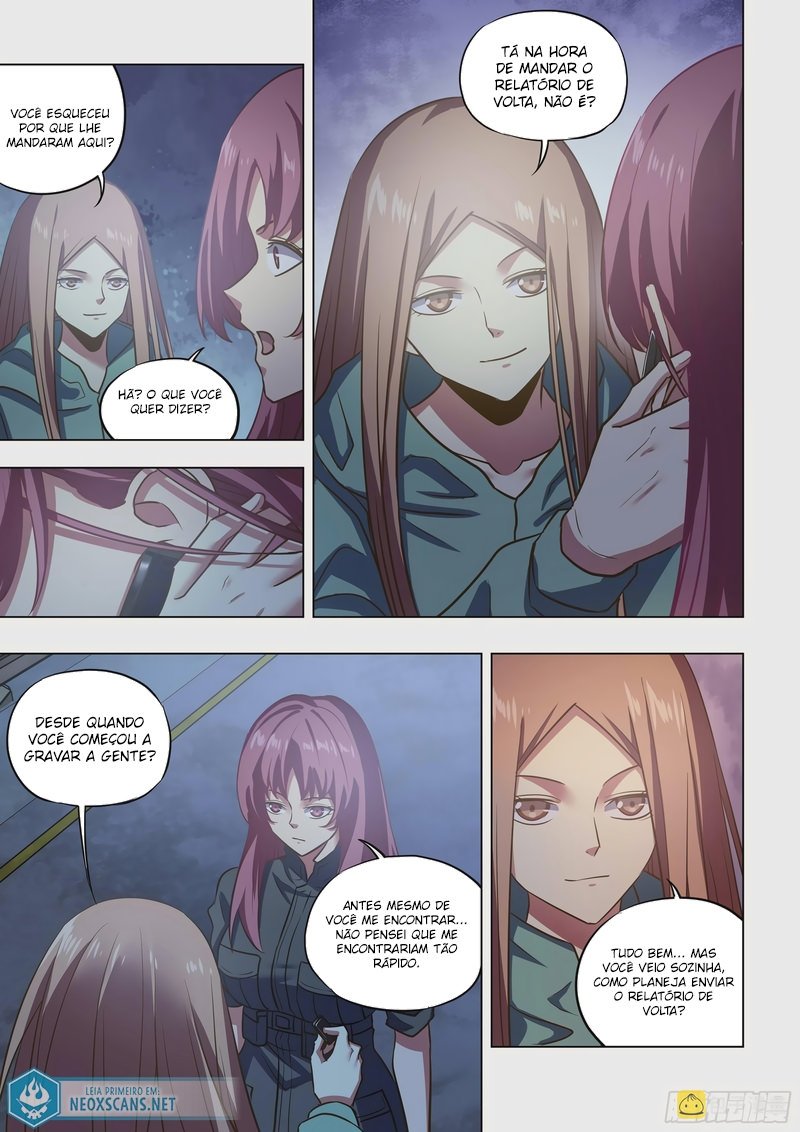 TÁ NA HORA
DE MANDAR O
RELATÓRIO DE
VOLTA, NÃO É?
VOCÊ ESQUECEU
POR QUE LHE
MANDARAM AQUI?
HÃ? O QUE VOCÊ
QUER DIZER?
TUDO BEM... MAS
VOCÊ VEIO SOZINHA,
COMO PLANEJA ENVIAR
O RELATÓRIO DE
VOLTA?
DESDE QUANDO
VOCÊ COMEÇOU A
GRAVAR A GENTE?
ANTES MESMO DE
VOCÊ ME ENCONTRAR...
NÃO PENSEI QUE ME
ENCONTRARIAM TÃO
RÁPIDO.
LEIA PRIMEIRO EM:
NEOXSCANS.NET